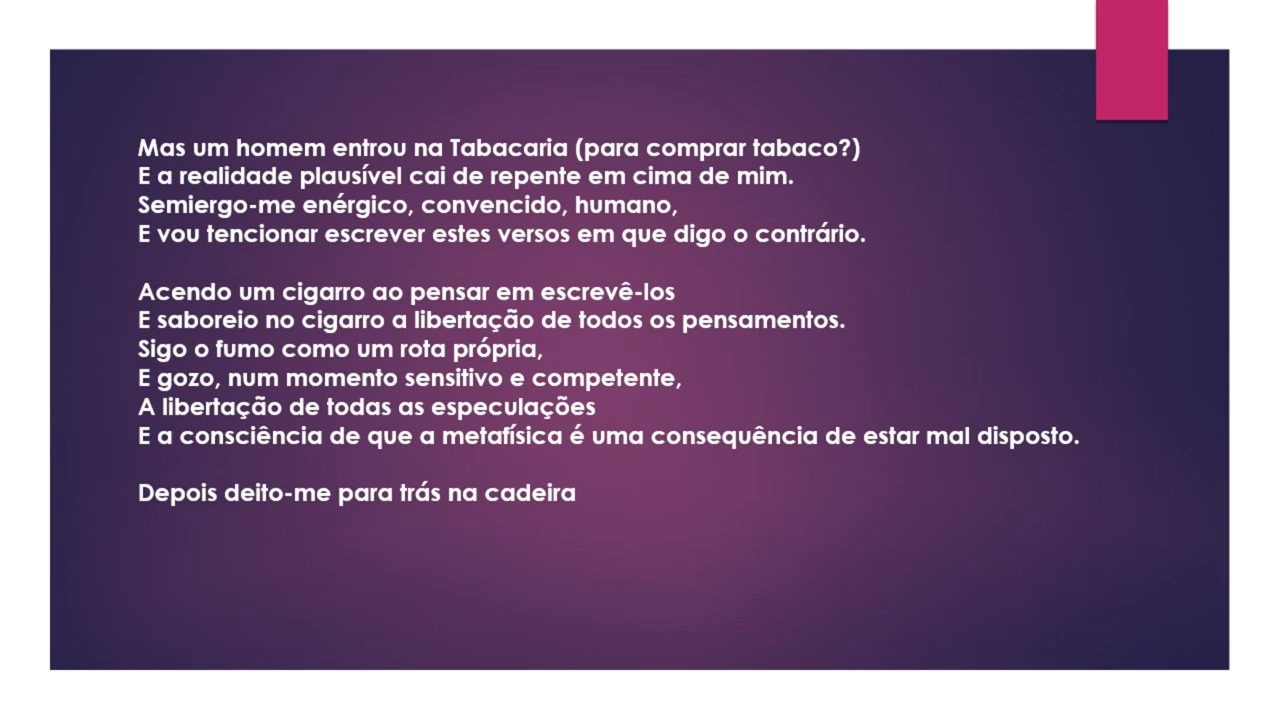 Mas um homem entrou na Tabacaria (para comprar tabaco?)
E a realidade plausível cai de repente em cima de mim.
Semiergo-me enérgico, convencido, humano,
E vou tencionar escrever estes versos em que digo o contrário.
Acendo um cigarro ao pensar em escrevê-los
E saboreio no cigarro a libertação de todos os pensamentos.
Sigo o fumo como um rota própria,
E gozo, num momento sensitivo e competente,
A libertação de todas as especulações
E a consciência de que a metafísica é uma consequência de estar mal disposto.
Depois deito-me para trás na cadeira